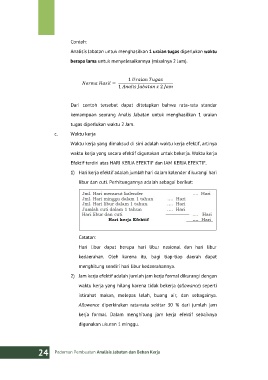 Contoh:
Analisis Jabatan untuk menghasilkan 1 uraian tugas diperlukan waktu
berapa lama untuk menyelesaikannya (misalnya 2 jam).
Norma Hasil = 1 Uraian Tugas / 1 Analis Jabatan x 2 Jam
Dari contoh tersebut dapat ditetapkan bahwa rata-rata standar
kemampuan seorang Analis Jabatan untuk menghasilkan 1 uraian
tugas diperlukan waktu 2 Jam.
c. Waktu kerja
Waktu kerja yang dimaksud di sini adalah waktu kerja efektif, artinya
waktu kerja yang secara efektif digunakan untuk bekerja. Waktu Kerja
Efektif terdiri atas HARI KERJA EFEKTIF dan JAM KERJA EFEKTIF.
1) Hari kerja efektif adalah jumlah hari dalam kalender dikurangi hari
libur dan cuti. Perhitungannya adalah sebagai berikut:
Jml. Hari menurut kalender .... Hari
Jml. Hari minggu dalam 1 tahun .... Hari
Jml. Hari libur dalam 1 tahun .... Hari
Jumlah cuti dalam 1 tahun .... Hari
Hari libur dan cuti .... Hari
Hari kerja Efektif .... Hari
Catatan:
Hari libur dapat berupa hari libur nasional dan hari libur
kedaerahan. Oleh karena itu, bagi tiap-tiap daerah dapat
menghitung sendiri hari libur kedaerahannya.
2) Jam kerja efektif adalah jumlah jam kerja formal dikurangi dengan
waktu kerja yang hilang karena tidak bekerja (allowance) seperti
istirahat makan, melepas lelah, buang air, dan sebagainya.
Allowance diperkirakan rata-rata sekitar 30 % dari jumlah jam
kerja formal. Dalam menghitung jam kerja efektif sebaiknya
digunakan ukuran 1 minggu.
24 Pedoman Pembuatan Analisis Jabatan dan Beban Kerja